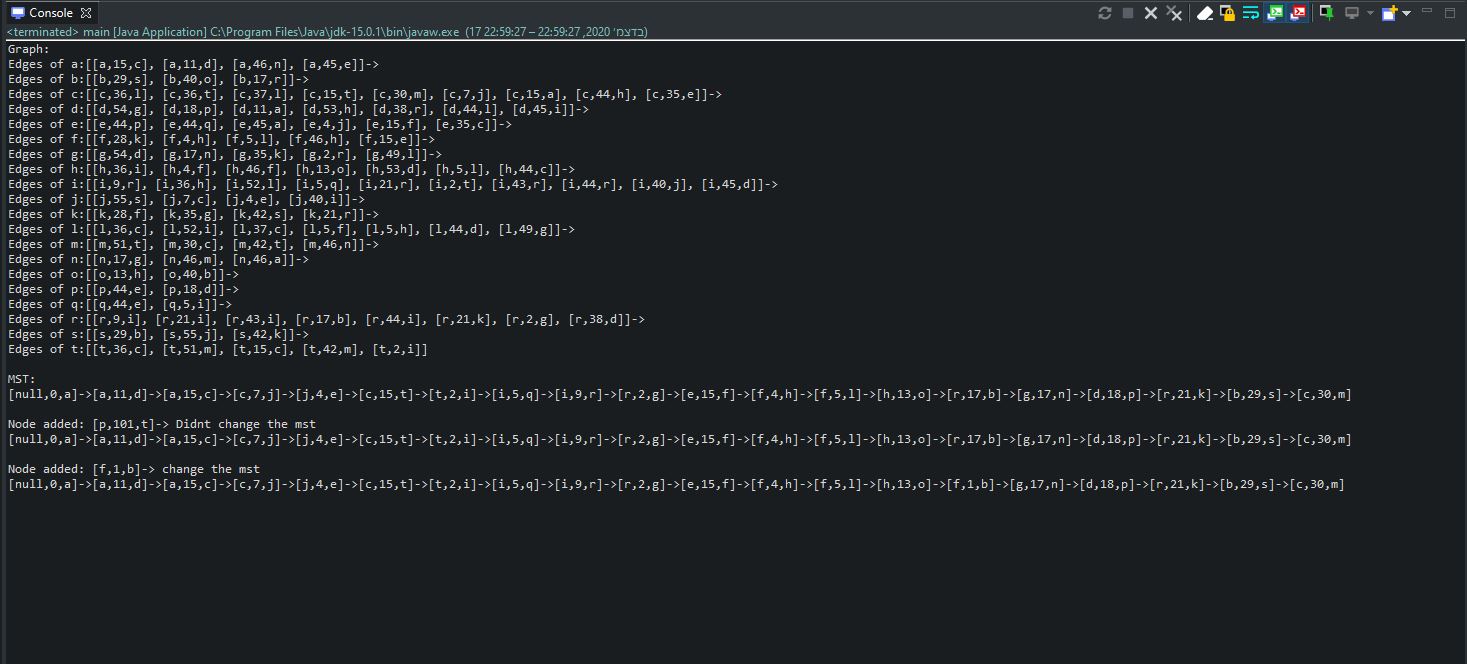 Console
<terminated> main [Java Application] C:\Program Files\Java\jdk-15.0.1\bin\javaw.exe (17 בדצמ׳ 2020, 22:59:27 – 22:59:27)
Graph:
Edges of a:[[a,15,c], [a,11,d], [a,46,n], [a,45,e]]->
Edges of b:[[b,29,s], [b,40,o], [b,17,r]]->
Edges of c:[[c,36,l], [c,36,t], [c,37,l], [c,15,t], [c,30,m], [c,7,j], [c,15,a], [c,44,h], [c,35,e]]->
Edges of d:[[d,54,g], [d,18,p], [d,11,a], [d,53,h], [d,38,r], [d,44,l], [d,45,i]]->
Edges of e:[[e,44,p], [e,44,q], [e,45,a], [e,4,j], [e,15,f], [e,35,c]]->
Edges of f:[[f,28,k], [f,4,h], [f,5,l], [f,46,h], [f,15,e]]->
Edges of g:[[g,54,d], [g,17,n], [g,35,k], [g,2,r], [g,49,l]]->
Edges of h:[[h,36,i], [h,4,f], [h,46,f], [h,13,o], [h,53,d], [h,5,l], [h,44,c]]->
Edges of i:[[i,9,r], [i,36,h], [i,52,l], [i,5,q], [i,21,r], [i,2,t], [i,43,r], [i,44,r], [i,40,j], [i,45,d]]->
Edges of j:[[j,55,s], [j,7,c], [j,4,e], [j,40,i]]->
Edges of k:[[k,28,f], [k,35,g], [k,42,s], [k,21,r]]->
Edges of l:[[l,36,c], [l,52,i], [l,37,c], [l,5,f], [l,5,h], [l,44,d], [l,49,g]]->
Edges of m:[[m,51,t], [m,30,c], [m,42,t], [m,46,n]]->
Edges of n:[[n,17,g], [n,46,m], [n,46,a]]->
Edges of o:[[o,13,h], [o,40,b]]->
Edges of p:[[p,44,e], [p,18,d]]->
Edges of q:[[q,44,e], [q,5,i]]->
Edges of r:[[r,9,i], [r,21,i], [r,43,i], [r,17,b], [r,44,i], [r,21,k], [r,2,g], [r,38,d]]->
Edges of s:[[s,29,b], [s,55,j], [s,42,k]]->
Edges of t:[[t,36,c], [t,51,m], [t,15,c], [t,42,m], [t,2,i]]
MST:
[null,0,a]->[a,11,d]->[a,15,c]->[c,7,j]->[j,4,e]->[c,15,t]->[t,2,i]->[i,5,q]->[i,9,r]->[r,2,g]->[e,15,f]->[f,4,h]->[f,5,l]->[h,13,o]->[r,17,b]->[g,17,n]->[d,18,p]->[r,21,k]->[b,29,s]->[c,30,m]
Node added: [p,101,t]-> Didnt change the mst
[null,0,a]->[a,11,d]->[a,15,c]->[c,7,j]->[j,4,e]->[c,15,t]->[t,2,i]->[i,5,q]->[i,9,r]->[r,2,g]->[e,15,f]->[f,4,h]->[f,5,l]->[h,13,o]->[r,17,b]->[g,17,n]->[d,18,p]->[r,21,k]->[b,29,s]->[c,30,m]
Node added: [f,1,b]-> change the mst
[null,0,a]->[a,11,d]->[a,15,c]->[c,7,j]->[j,4,e]->[c,15,t]->[t,2,i]->[i,5,q]->[i,9,r]->[r,2,g]->[e,15,f]->[f,4,h]->[f,5,l]->[h,13,o]->[f,1,b]->[g,17,n]->[d,18,p]->[r,21,k]->[b,29,s]->[c,30,m]